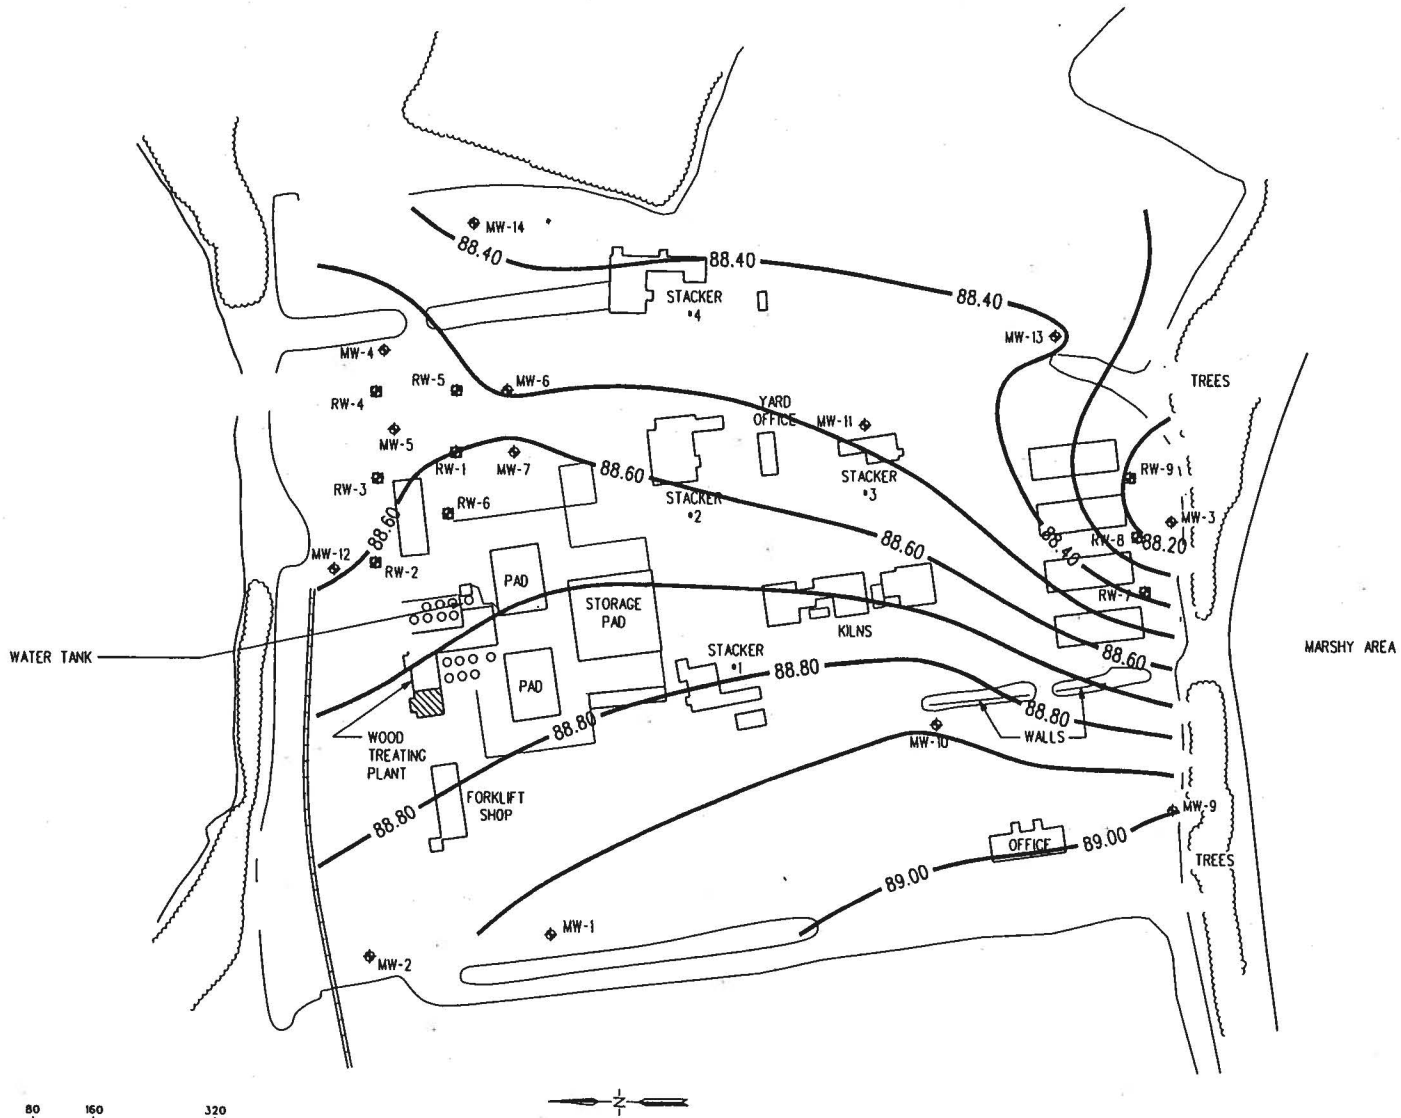 MW-14
88.40
88.40
STACKER
#4
88.40
MW-13
MW-4
TREES
RW-5
MW-6
RW-4
YARD
OFFICE
MW-11
MW-5
RW-1
MW-7
88.60
RW-9
RW-3
STACKER
#3
STACKER
#2
RW-6
88.60
MW-3
88.60
88.40
RW-8
88.20
MW-12
RW-2
PAD
STORAGE
PAD
RW-7
KILNS
WATER TANK
STACKER
#1
88.60
MARSHY AREA
88.80
PAD
88.80
88.80
WOOD
TREATING
PLANT
WALLS
MW-10
FORKLIFT
SHOP
88.80
MW-9
OFFICE
89.00
TREES
89.00
MW-1
MW-2
Z
80 160 320